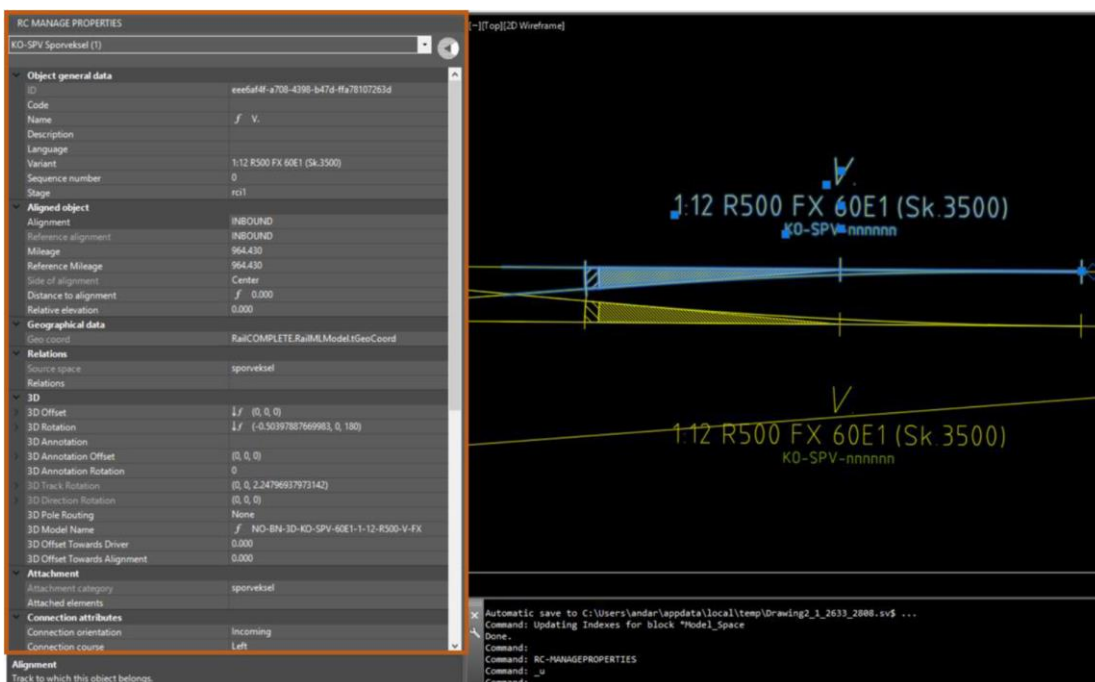 RC MANAGE PROPERTIES
KO-SPV Sporveksel (1)
Object general data
ID eee6af4f-a708-4398-b47d-ffa78107263d
Code
Name f V.
Description
Language
Variant 1:12 R500 FX 60E1 (Sk.3500)
Sequence number 0
Stage rci1
Aligned object
Alignment INBOUND
Reference alignment INBOUND
Mileage 964.430
Reference Mileage 964.430
Side of alignment Center
Distance to alignment f 0.000
Relative elevation 0.000
Geographical data
Geo coord RailCOMPLETE.RailMLModel.tGeoCoord
Relations
Source space sporveksel
Relations
3D
3D Offset ↓f (0, 0, 0)
3D Rotation ↓f (-0.50397887669983, 0, 180)
3D Annotation
3D Annotation Offset (0, 0, 0)
3D Annotation Rotation 0
3D Track Rotation (0, 0, 2.24796937973142)
3D Direction Rotation (0, 0, 0)
3D Pole Routing None
3D Model Name f NO-BN-3D-KO-SPV-60E1-1-12-R500-V-FX
3D Offset Towards Driver 0.000
3D Offset Towards Alignment 0.000
Attachment
Attachment category sporveksel
Attached elements
Connection attributes
Connection orientation Incoming
Connection course Left
Alignment
Track to which this object belongs.
[-][Top][2D Wireframe]
V.
1:12 R500 FX 60E1 (Sk.3500)
KO-SPV-nnnnnn
V
1:12 R500 FX 60E1 (Sk.3500)
KO-SPV-nnnnnn
Automatic save to C:\Users\andar\appdata\local\temp\Drawing2_1_2633_2808.sv$ ...
Command: Updating Indexes for block *Model_Space
Done.
Command:
Command: RC-MANAGEPROPERTIES
Command: _u
Command: